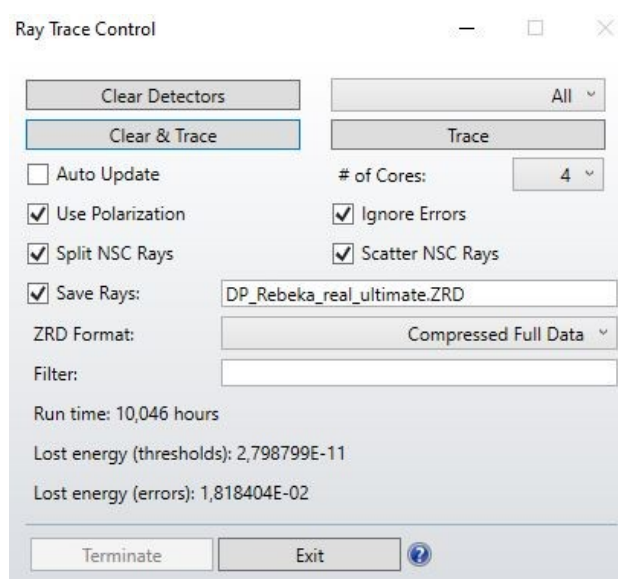 Ray Trace Control
Clear Detectors All
Clear & Trace Trace
Auto Update # of Cores: 4
Use Polarization Ignore Errors
Split NSC Rays Scatter NSC Rays
Save Rays: DP_Rebeka_real_ultimate.ZRD
ZRD Format: Compressed Full Data
Filter:
Run time: 10,046 hours
Lost energy (thresholds): 2,798799E-11
Lost energy (errors): 1,818404E-02
Terminate Exit ?